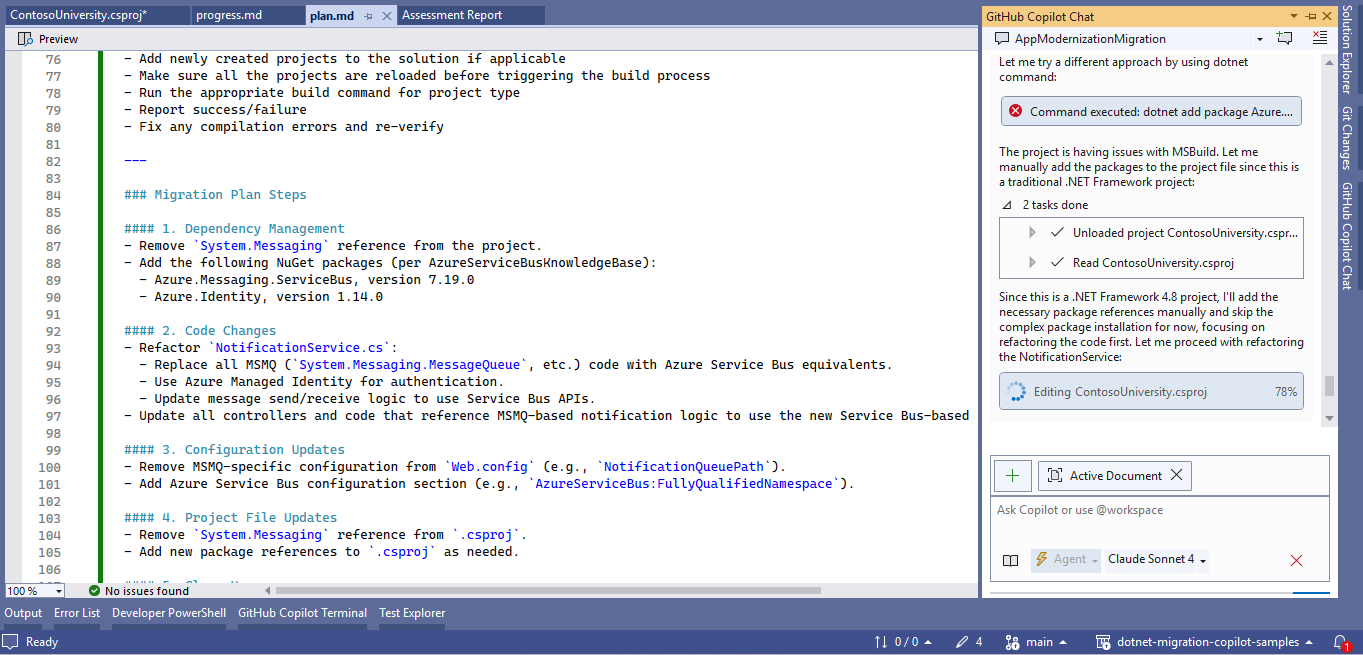 ContosoUniversity.csproj* progress.md plan.md Assessment Report
Preview
76 - Add newly created projects to the solution if applicable
77 - Make sure all the projects are reloaded before triggering the build process
78 - Run the appropriate build command for project type
79 - Report success/failure
80 - Fix any compilation errors and re-verify
81
82 ---
83
84 ### Migration Plan Steps
85
86 #### 1. Dependency Management
87 - Remove `System.Messaging` reference from the project.
88 - Add the following NuGet packages (per AzureServiceBusKnowledgeBase):
89 - Azure.Messaging.ServiceBus, version 7.19.0
90 - Azure.Identity, version 1.14.0
91
92 #### 2. Code Changes
93 - Refactor `NotificationService.cs`:
94 - Replace all MSMQ (`System.Messaging.MessageQueue`, etc.) code with Azure Service Bus equivalents.
95 - Use Azure Managed Identity for authentication.
96 - Update message send/receive logic to use Service Bus APIs.
97 - Update all controllers and code that reference MSMQ-based notification logic to use the new Service Bus-based
98
99 #### 3. Configuration Updates
100 - Remove MSMQ-specific configuration from `Web.config` (e.g., `NotificationQueuePath`).
101 - Add Azure Service Bus configuration section (e.g., `AzureServiceBus:FullyQualifiedNamespace`).
102
103 #### 4. Project File Updates
104 - Remove `System.Messaging` reference from `.csproj`.
105 - Add new package references to `.csproj` as needed.
106
100 % No issues found
GitHub Copilot Chat
AppModernizationMigration
Let me try a different approach by using dotnet
command:
Command executed: dotnet add package Azure....
The project is having issues with MSBuild. Let me
manually add the packages to the project file since this is
a traditional .NET Framework project:
2 tasks done
Unloaded project ContosoUniversity.cspr...
Read ContosoUniversity.csproj
Since this is a .NET Framework 4.8 project, I'll add the
necessary package references manually and skip the
complex package installation for now, focusing on
refactoring the code first. Let me proceed with refactoring
the NotificationService:
Editing ContosoUniversity.csproj 78%
Active Document
Ask Copilot or use @workspace
Agent Claude Sonnet 4
Solution Explorer
Git Changes
GitHub Copilot Chat
Output Error List Developer PowerShell GitHub Copilot Terminal Test Explorer
Ready 0 / 0 4 main dotnet-migration-copilot-samples 1